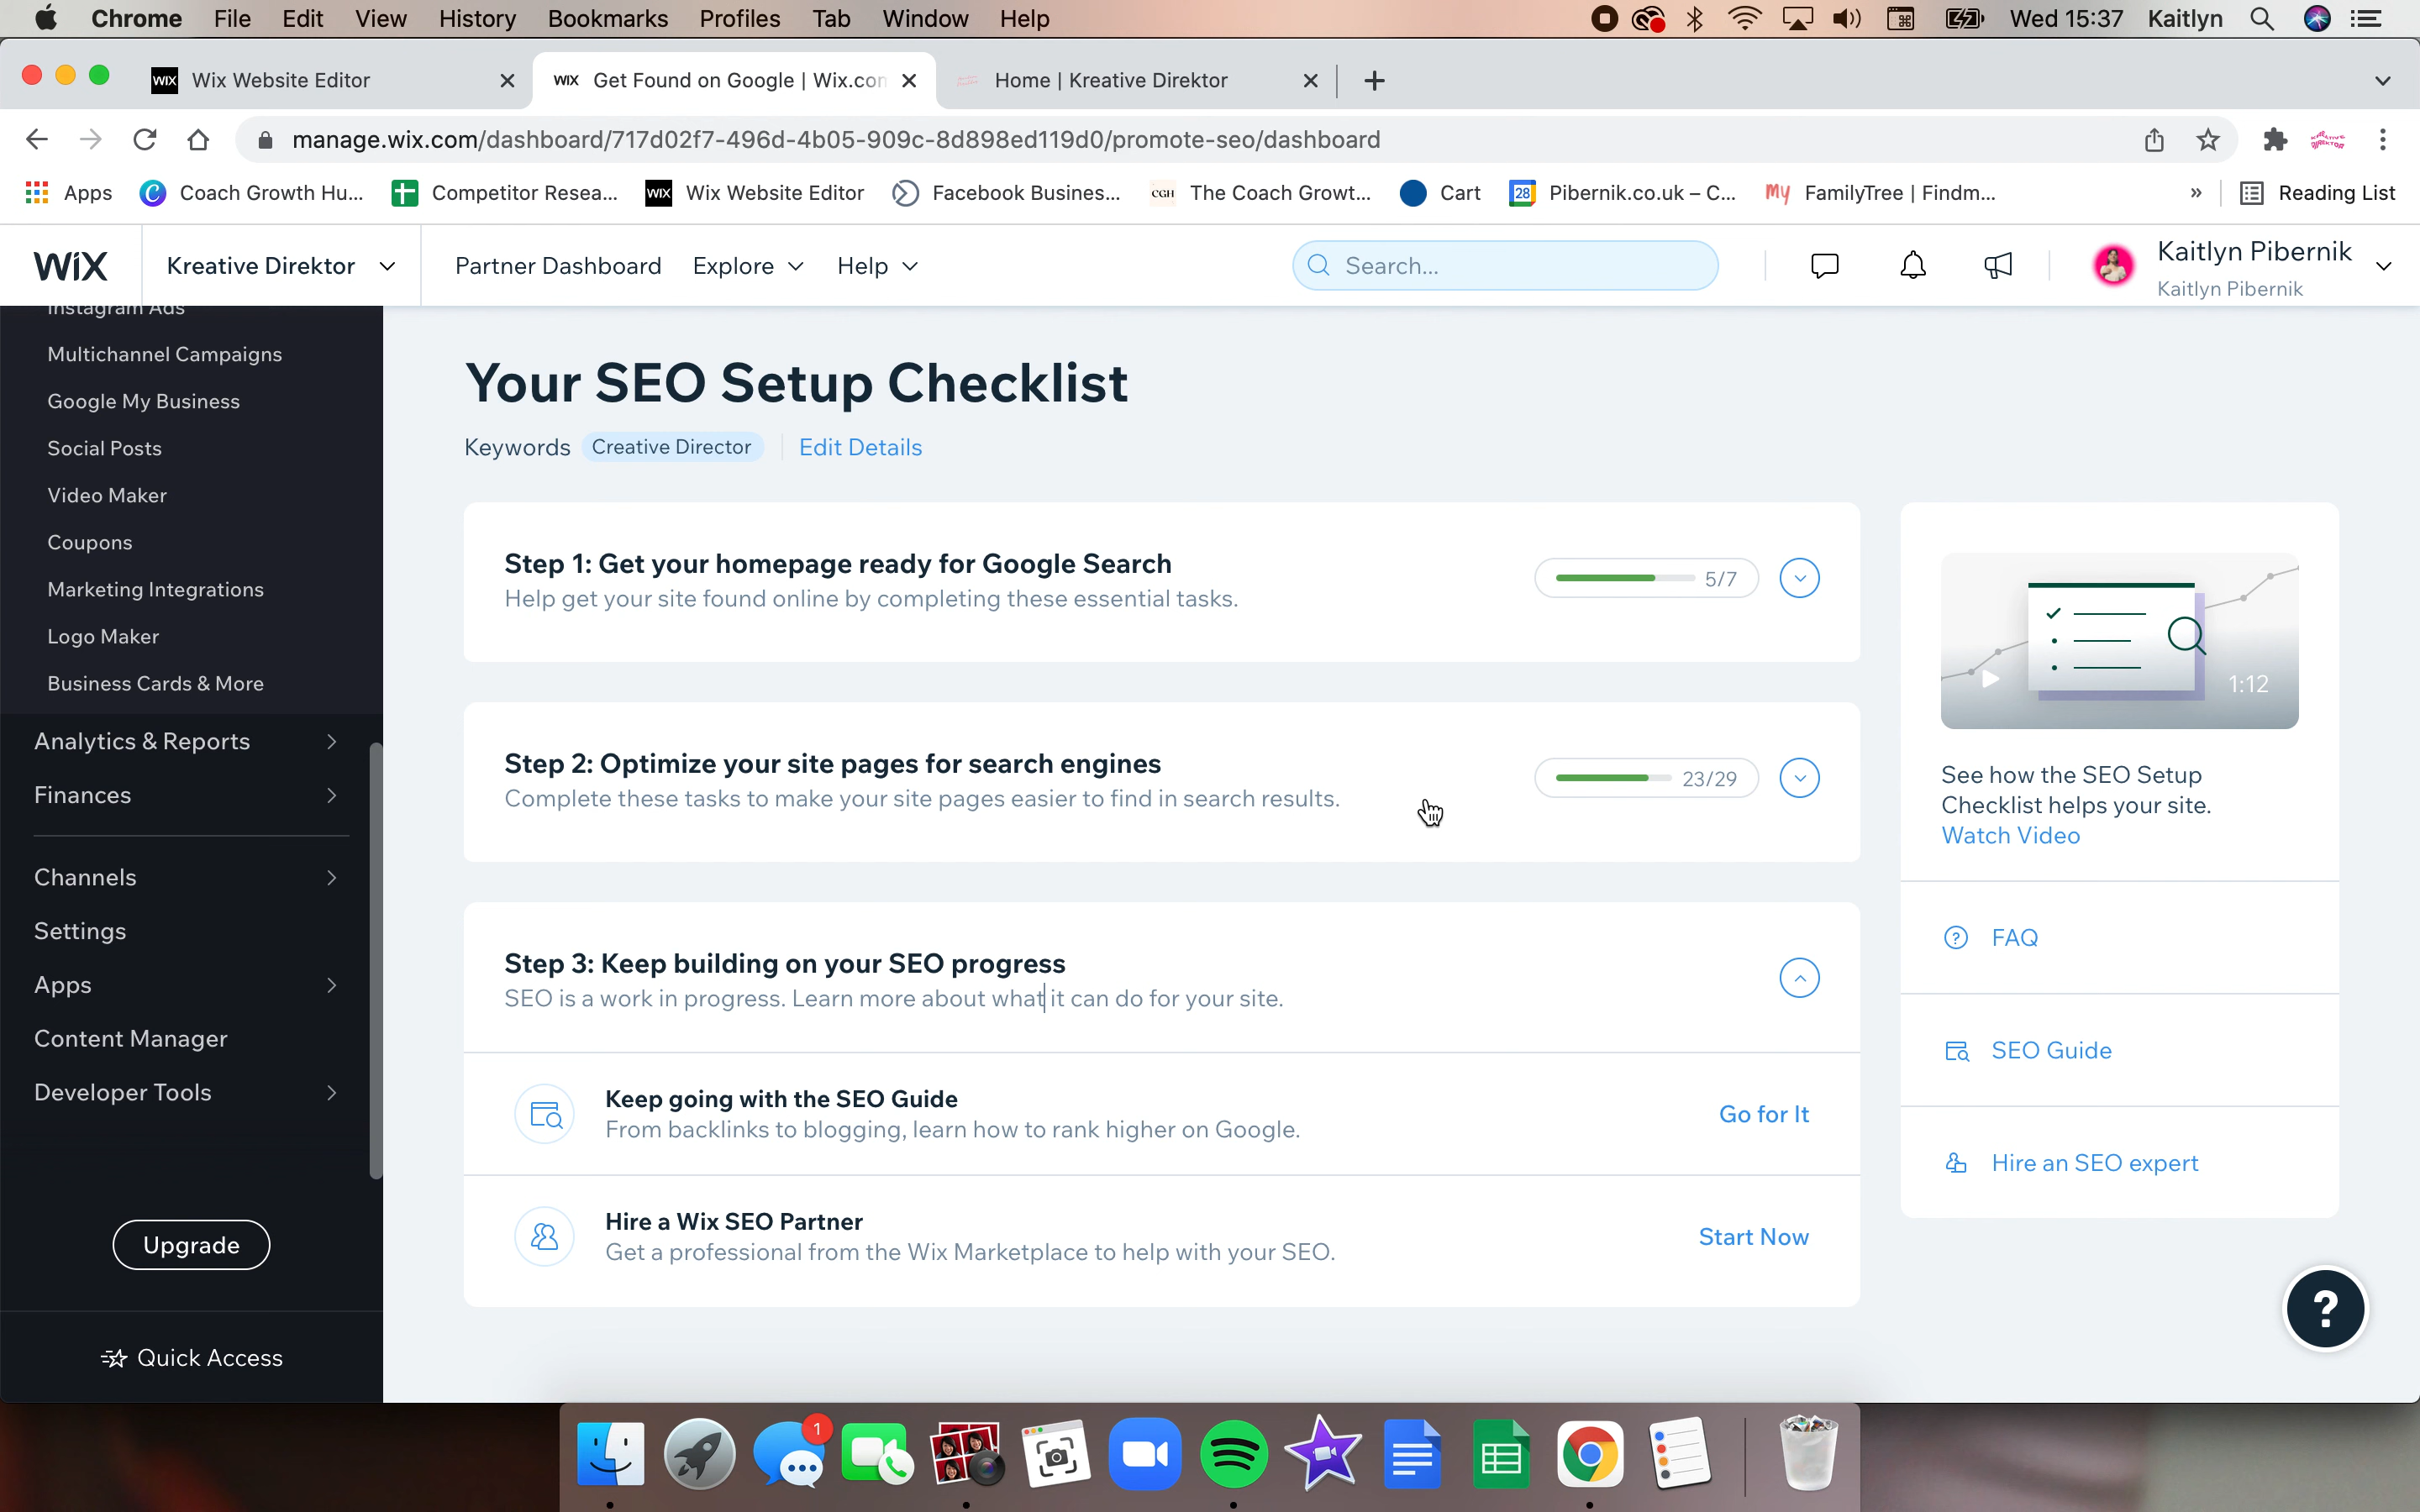 Chrome File Edit View History Bookmarks Profiles Tab Window Help Wed 15:37 Kaitlyn
WIX Wix Website Editor WIX Get Found on Google | Wix.con Home | Kreative Direktor
manage.wix.com/dashboard/717d02f7-496d-4b05-909c-8d898ed119d0/promote-seo/dashboard
Apps Coach Growth Hu... Competitor Resea... WIX Wix Website Editor Facebook Busines... CGH The Coach Growt... Cart 28 Pibernik.co.uk – C... My FamilyTree | Findm... » Reading List
WIX Kreative Direktor Partner Dashboard Explore Help Search... Kaitlyn Pibernik
Kaitlyn Pibernik
Instagram Ads
Multichannel Campaigns
Google My Business
Social Posts
Video Maker
Coupons
Marketing Integrations
Logo Maker
Business Cards & More
Analytics & Reports
Finances
Channels
Settings
Apps
Content Manager
Developer Tools
Upgrade
Quick Access
Your SEO Setup Checklist
Keywords Creative Director Edit Details
Step 1: Get your homepage ready for Google Search
Help get your site found online by completing these essential tasks.
5/7
Step 2: Optimize your site pages for search engines
Complete these tasks to make your site pages easier to find in search results.
23/29
Step 3: Keep building on your SEO progress
SEO is a work in progress. Learn more about what it can do for your site.
Keep going with the SEO Guide
From backlinks to blogging, learn how to rank higher on Google.
Go for It
Hire a Wix SEO Partner
Get a professional from the Wix Marketplace to help with your SEO.
Start Now
1:12
See how the SEO Setup
Checklist helps your site.
Watch Video
? FAQ
SEO Guide
Hire an SEO expert
?
1